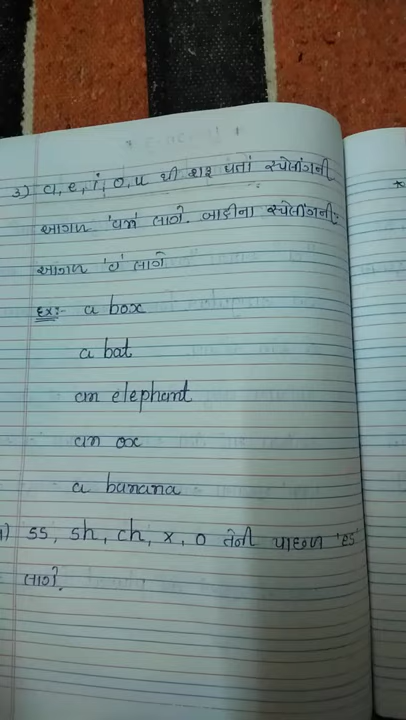 3) a, e, i, o, u થી શરૂ થતાં સ્પેલીંગની
આગળ 'an' લાગે. બાકીના સ્પેલીંગની
આગળ 'a' લાગે
Ex:- a box
a bat
an elephant
an ox
a banana
ss, sh, ch, x, o તેની પાછળ 'es'
લાગે.